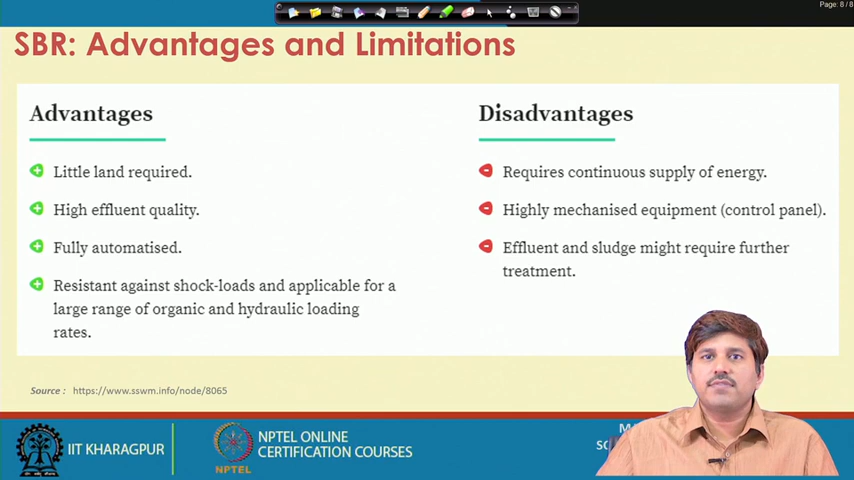 Page: 8 / 8
SBR: Advantages and Limitations
Advantages
Little land required.
High effluent quality.
Fully automatised.
Resistant against shock-loads and applicable for a
large range of organic and hydraulic loading
rates.
Disadvantages
Requires continuous supply of energy.
Highly mechanised equipment (control panel).
Effluent and sludge might require further
treatment.
Source : https://www.sswm.info/node/8065
IIT KHARAGPUR
NPTEL
NPTEL ONLINE
CERTIFICATION COURSES